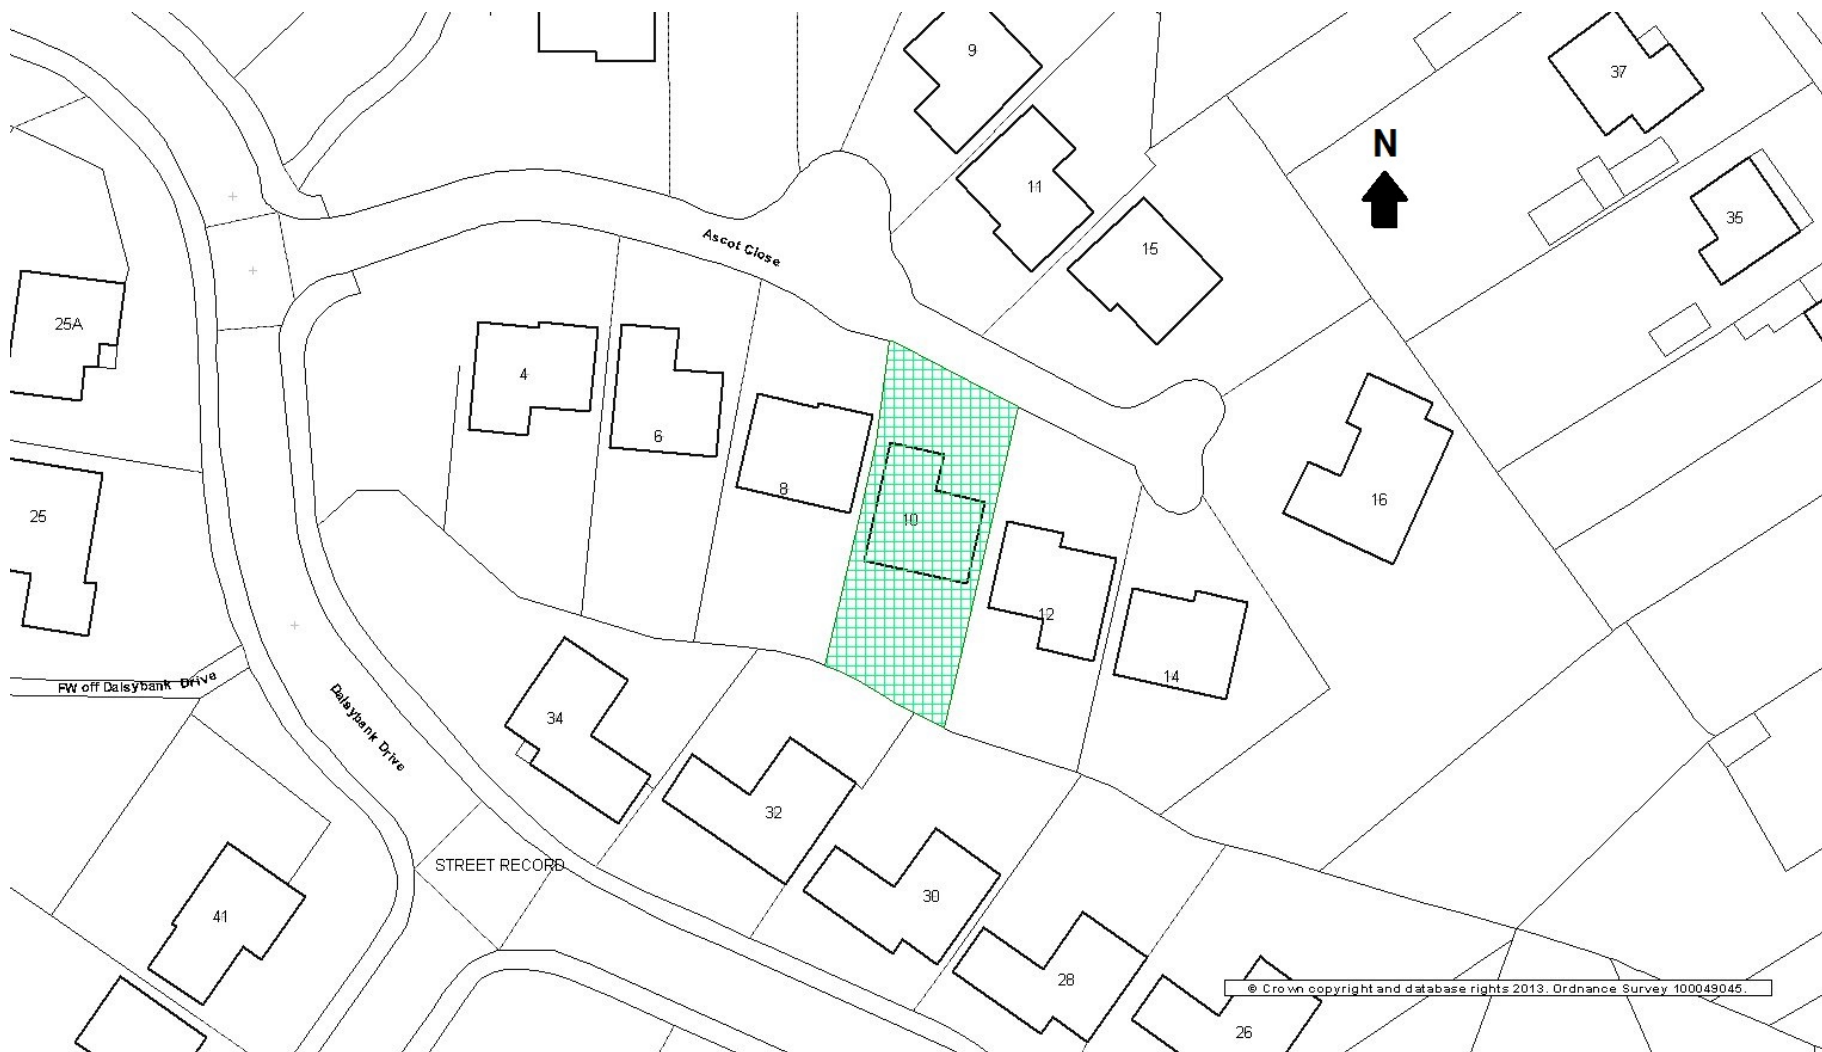 9
37
N
11
35
15
Ascot Close
25A
4
6
8
16
25
10
12
14
FW off Daisybank Drive
Daisybank Drive
34
32
STREET RECORD
30
41
28
© Crown copyright and database rights 2013. Ordnance Survey 100049045.
26